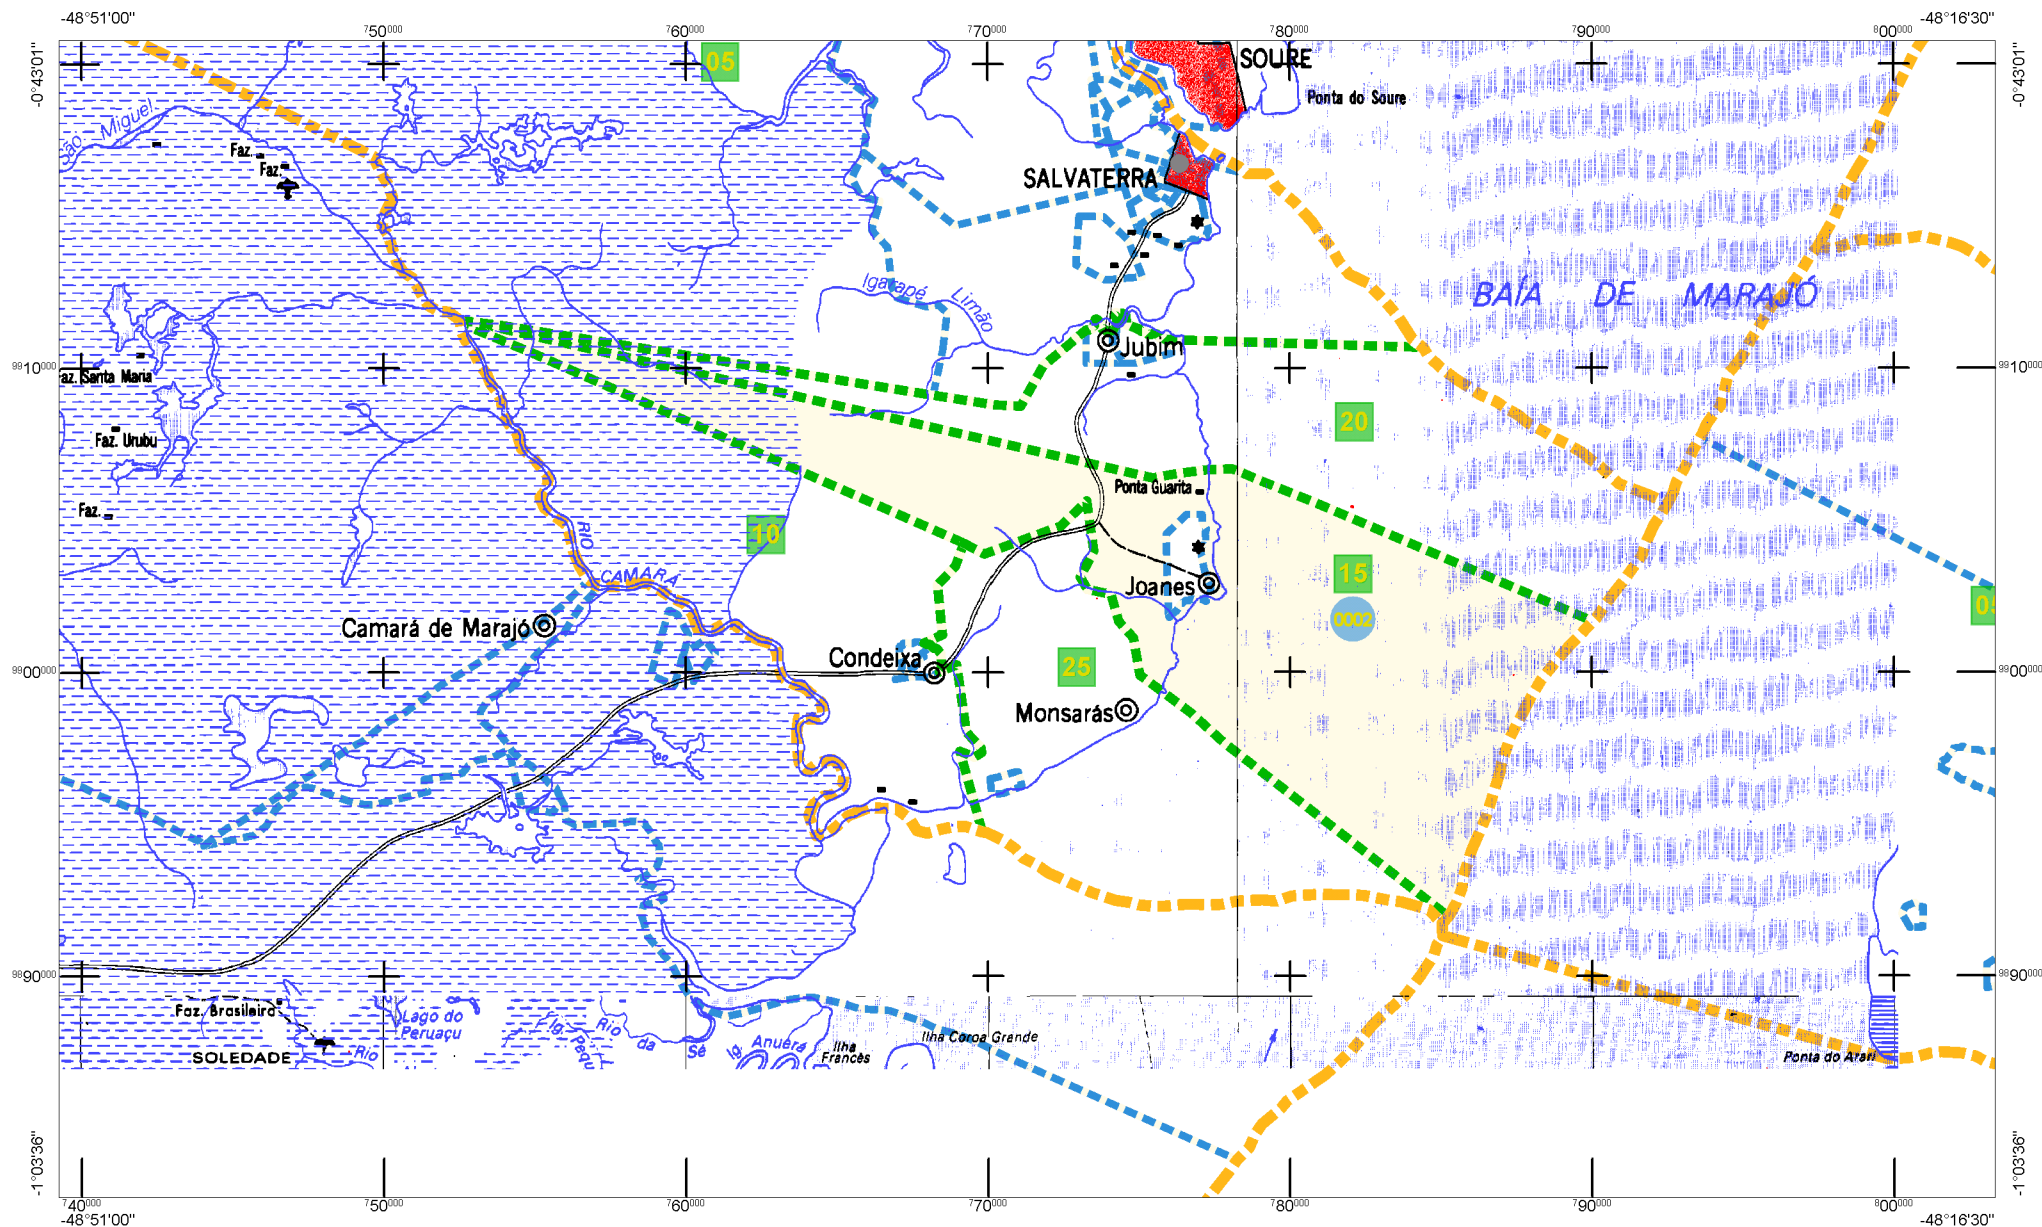 -48°51'00"
-48°16'30"
750000
760000
770000
780000
790000
800000
-0°43'01"
-0°43'01"
05
SOURE
Ponta do Soure
São Miguel
Faz.
Faz.
SALVATERRA
Igarapé Limão
BAÍA DE MARAJÓ
Jubim
9910000
9910000
az. Santa Maria
Faz. Urubu
20
Ponta Guarita
Faz.
10
RIO CAMARÁ
15
Joanes
05
0002
Camará de Marajó
Condeixa
25
9900000
9900000
Monsarás
9890000
9890000
Faz. Brasileira
Lago do
Peruaçu
Rio da Sé
Ig. Anuera
Ilha
Francês
Ilha Coroa Grande
SOLEDADE
Rio
Ponta do Arari
-1°03'36"
-1°03'36"
740000
750000
760000
770000
780000
790000
800000
-48°51'00"
-48°16'30"